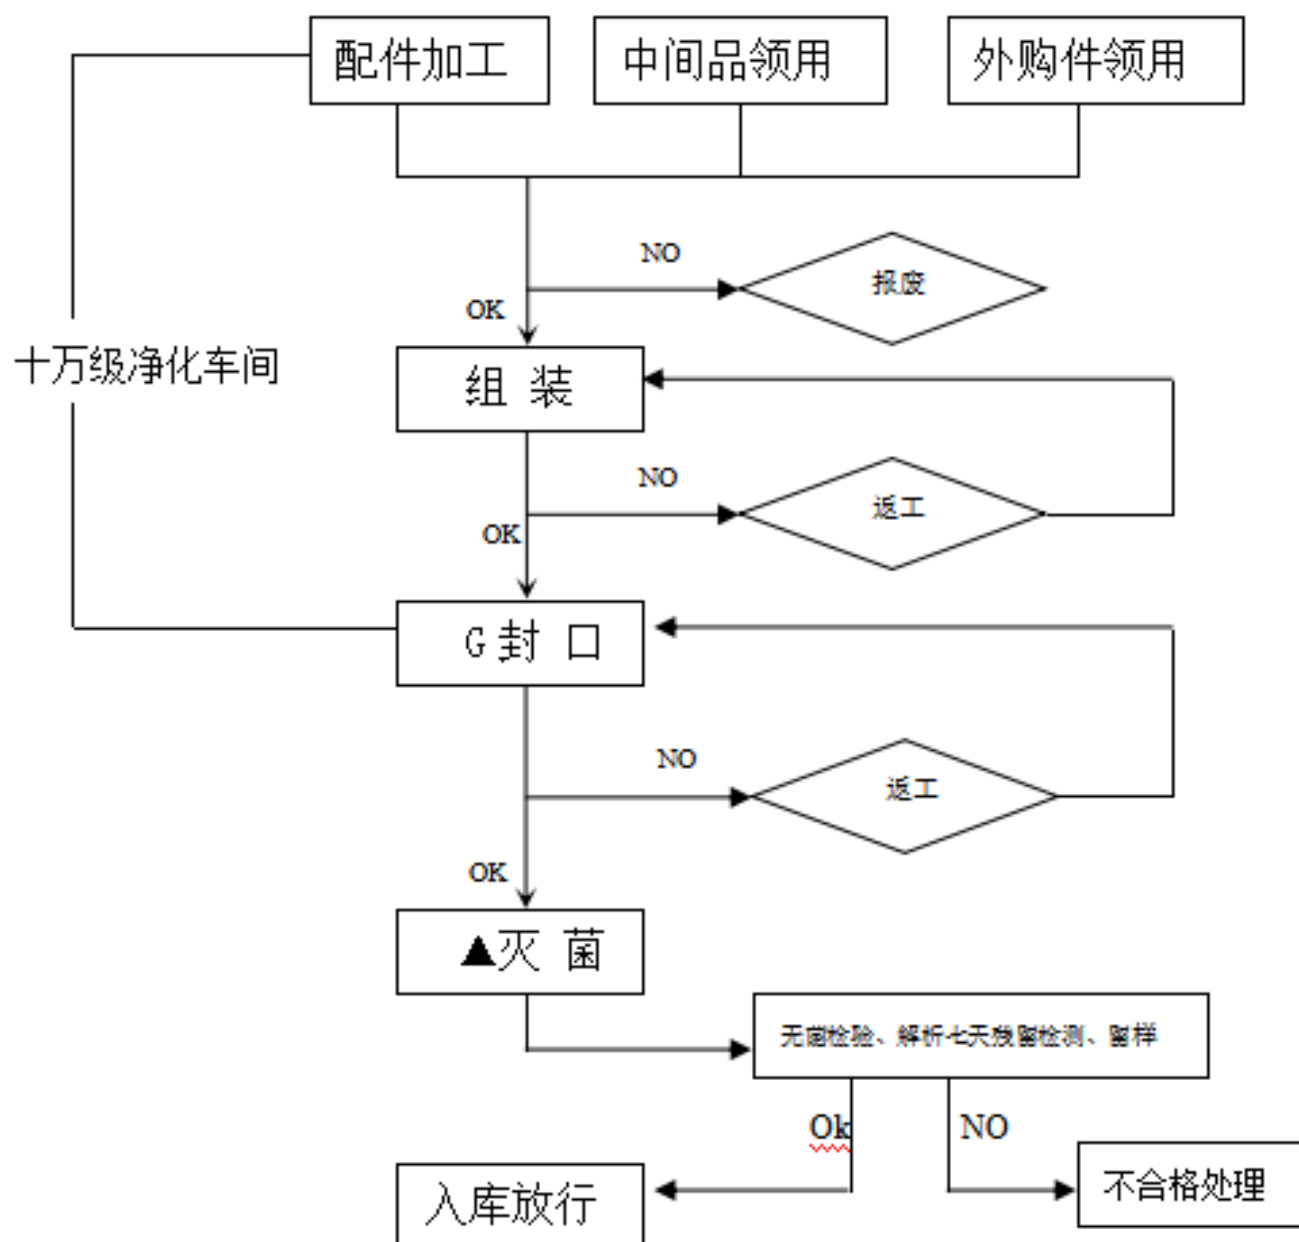 配件加工
中间品领用
外购件领用
NO
报废
OK
十万级净化车间
组 装
NO
返工
OK
G封 口
NO
返工
OK
▲灭 菌
无菌检验、解析七天残留检测、留样
Ok
NO
不合格处理
入库放行